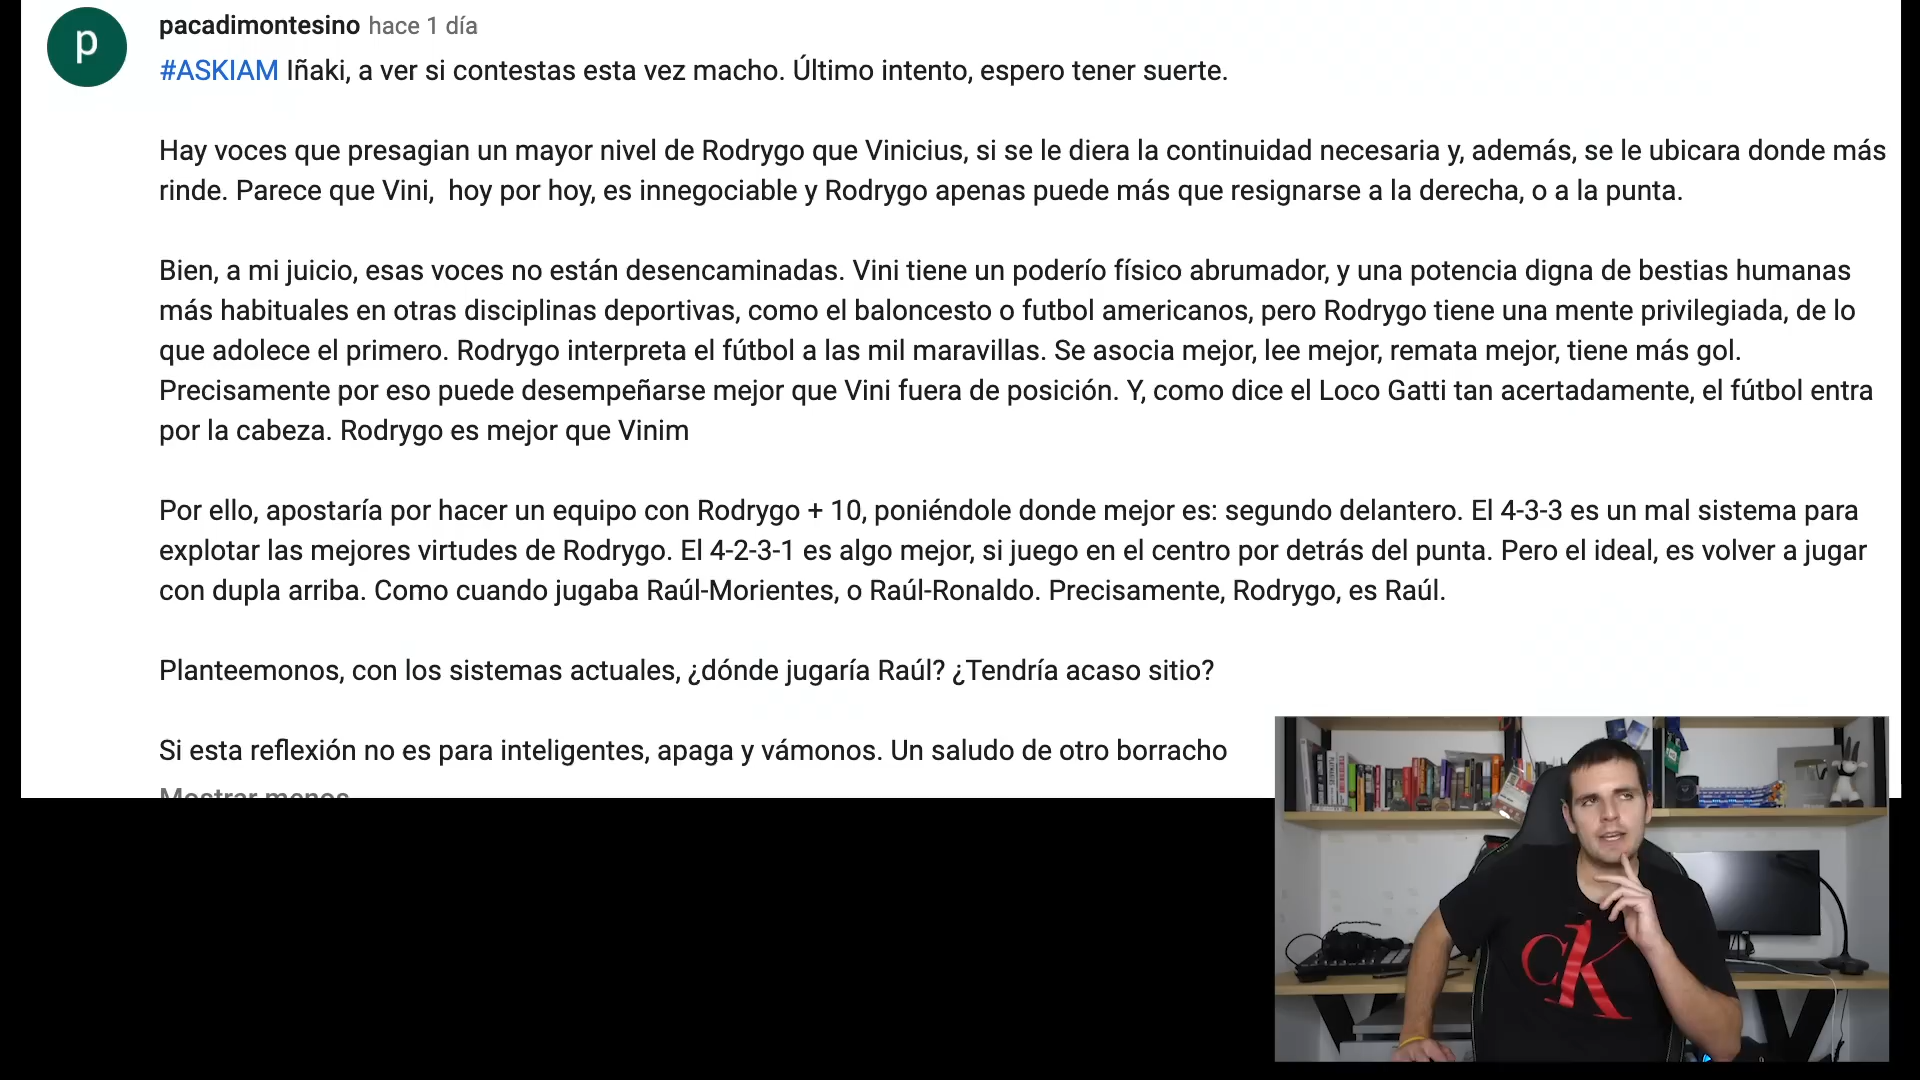 p
pacadimontesino hace 1 día
#ASKIAM Iñaki, a ver si contestas esta vez macho. Último intento, espero tener suerte.
Hay voces que presagian un mayor nivel de Rodrygo que Vinicius, si se le diera la continuidad necesaria y, además, se le ubicara donde más
rinde. Parece que Vini, hoy por hoy, es innegociable y Rodrygo apenas puede más que resignarse a la derecha, o a la punta.
Bien, a mi juicio, esas voces no están desencaminadas. Vini tiene un poderío físico abrumador, y una potencia digna de bestias humanas
más habituales en otras disciplinas deportivas, como el baloncesto o futbol americanos, pero Rodrygo tiene una mente privilegiada, de lo
que adolece el primero. Rodrygo interpreta el fútbol a las mil maravillas. Se asocia mejor, lee mejor, remata mejor, tiene más gol.
Precisamente por eso puede desempeñarse mejor que Vini fuera de posición. Y, como dice el Loco Gatti tan acertadamente, el fútbol entra
por la cabeza. Rodrygo es mejor que Vinim
Por ello, apostaría por hacer un equipo con Rodrygo + 10, poniéndole donde mejor es: segundo delantero. El 4-3-3 es un mal sistema para
explotar las mejores virtudes de Rodrygo. El 4-2-3-1 es algo mejor, si juego en el centro por detrás del punta. Pero el ideal, es volver a jugar
con dupla arriba. Como cuando jugaba Raúl-Morientes, o Raúl-Ronaldo. Precisamente, Rodrygo, es Raúl.
Planteemonos, con los sistemas actuales, ¿dónde jugaría Raúl? ¿Tendría acaso sitio?
Si esta reflexión no es para inteligentes, apaga y vámonos. Un saludo de otro borracho
Mostrar menos
CK